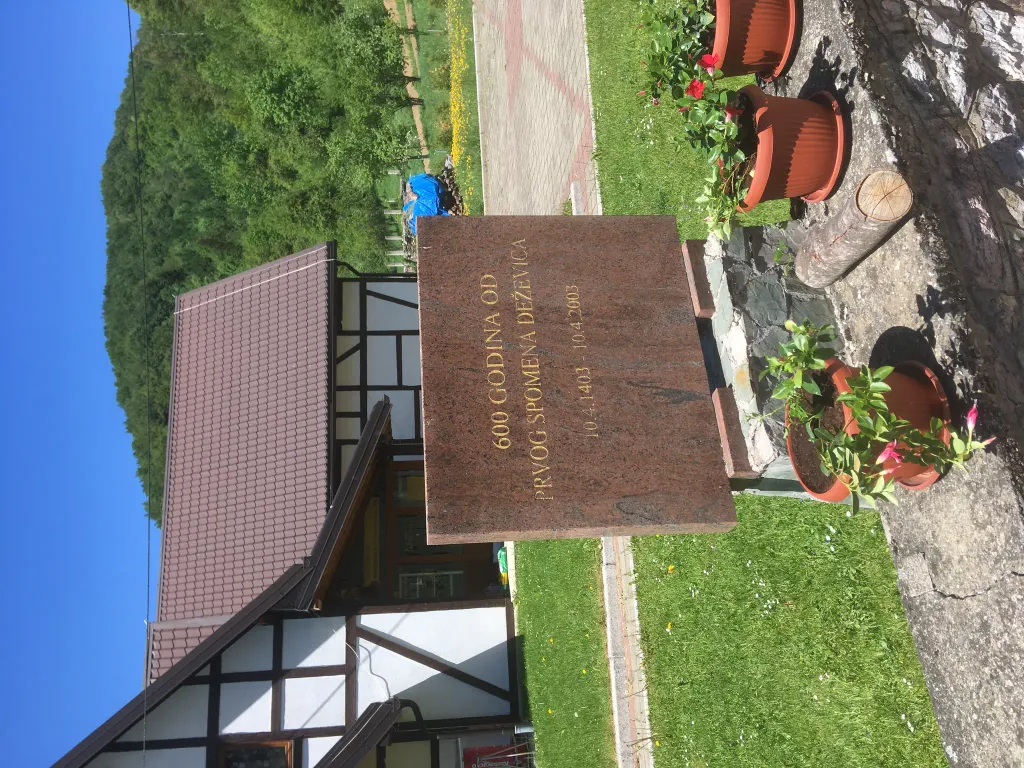 600 GODINA OD
PRVOG SPOMENA DEŽEVICA
10.4.1403 - 10.4.2003